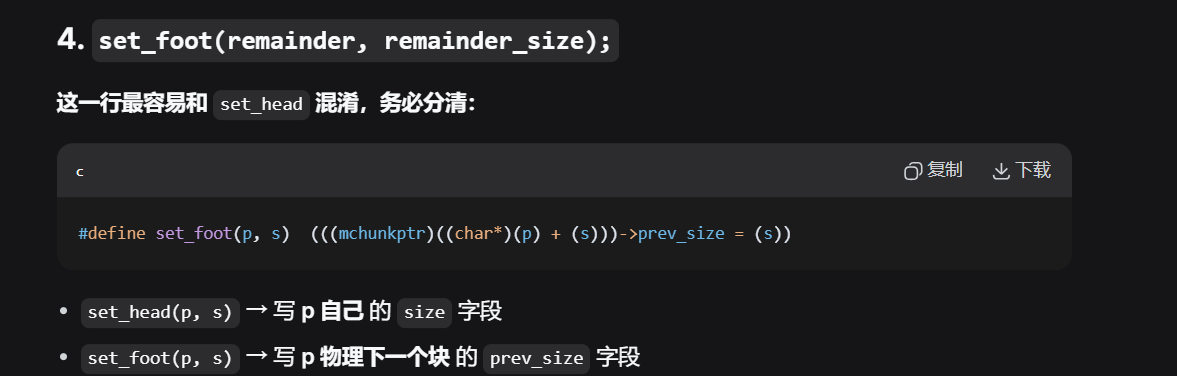 4. set_foot(remainder, remainder_size);
这一行最容易和 set_head 混淆，务必分清：
c 复制 下载
#define set_foot(p, s)  (((mchunkptr)((char*)(p) + (s)))->prev_size = (s))
• set_head(p, s) → 写 p 自己 的 size 字段
• set_foot(p, s) → 写 p 物理下一个块 的 prev_size 字段